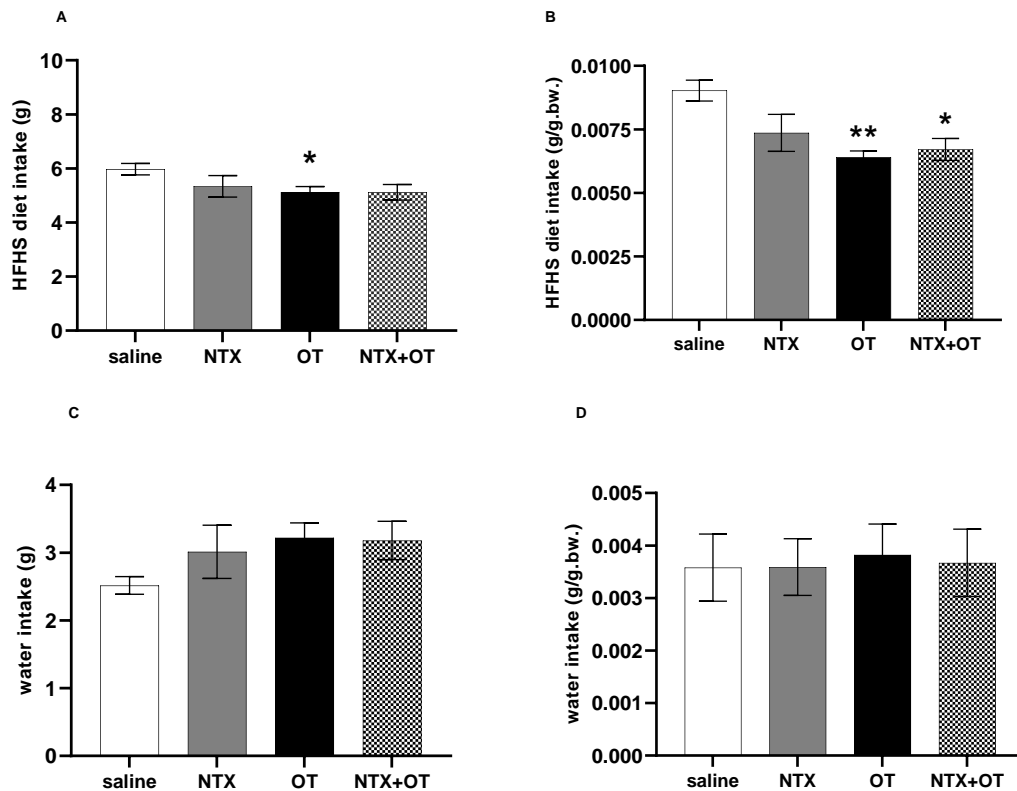 A
HFHS diet intake (g)
10
8
6
4
2
0
*
saline NTX OT NTX+OT
B
HFHS diet intake (g/g.bw.)
0.0100
0.0075
0.0050
0.0025
0.0000
** *
saline NTX OT NTX+OT
C
water intake (g)
4
3
2
1
0
saline NTX OT NTX+OT
D
water intake (g/g.bw.)
0.005
0.004
0.003
0.002
0.001
0.000
saline NTX OT NTX+OT